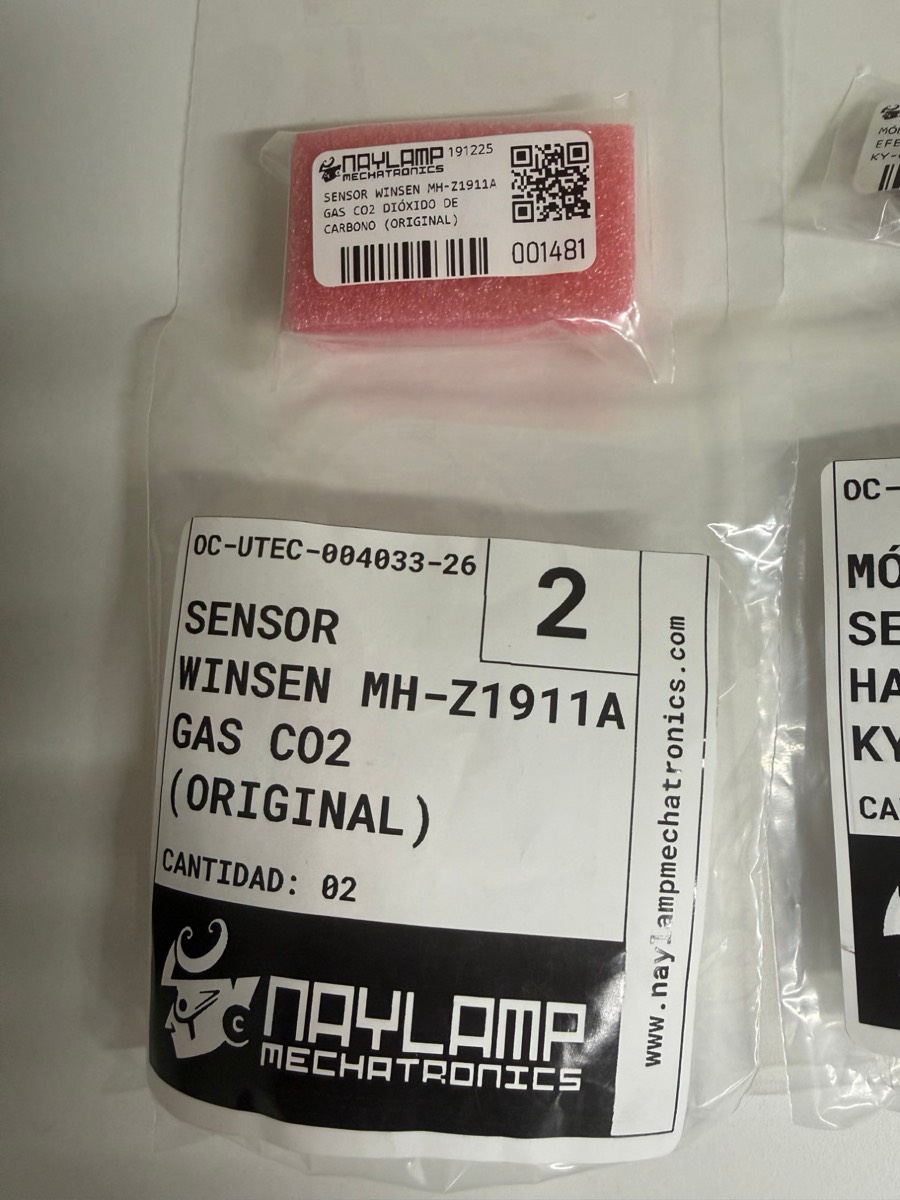 NAYLAMP 191225
MECHATRONICS
SENSOR WINSEN MH-Z1911A
GAS CO2 DIÓXIDO DE
CARBONO (ORIGINAL)
001481
KY-
OC-UTEC-004033-26
2
SENSOR
WINSEN MH-Z1911A
GAS CO2
(ORIGINAL)
CANTIDAD: 02
NAYLAMP
MECHATRONICS
www.naylampmechatronics.com
OC-
MÓ
SE
HA
KY
CA